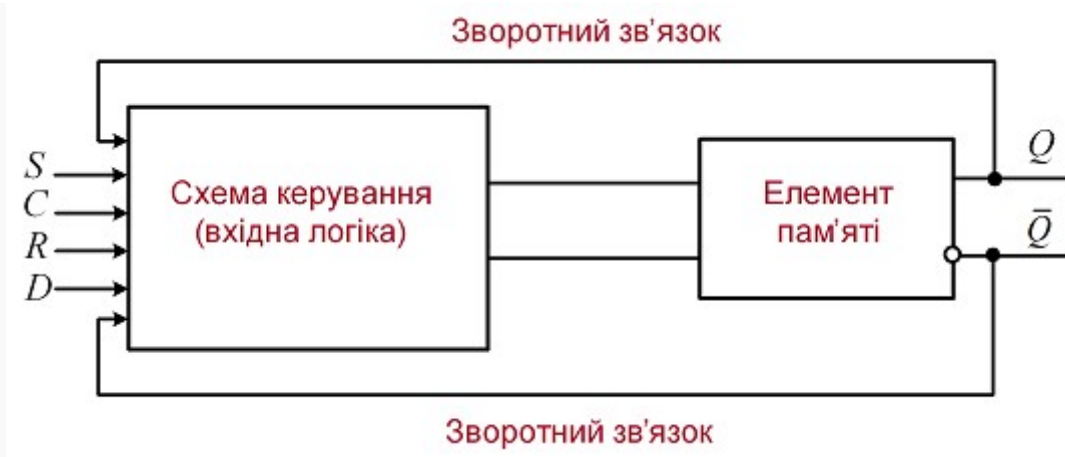 Зворотний зв'язок
S
C
R
D
Схема керування
(вхідна логіка)
Елемент
пам'яті
Q
Q̅
Зворотний зв'язок